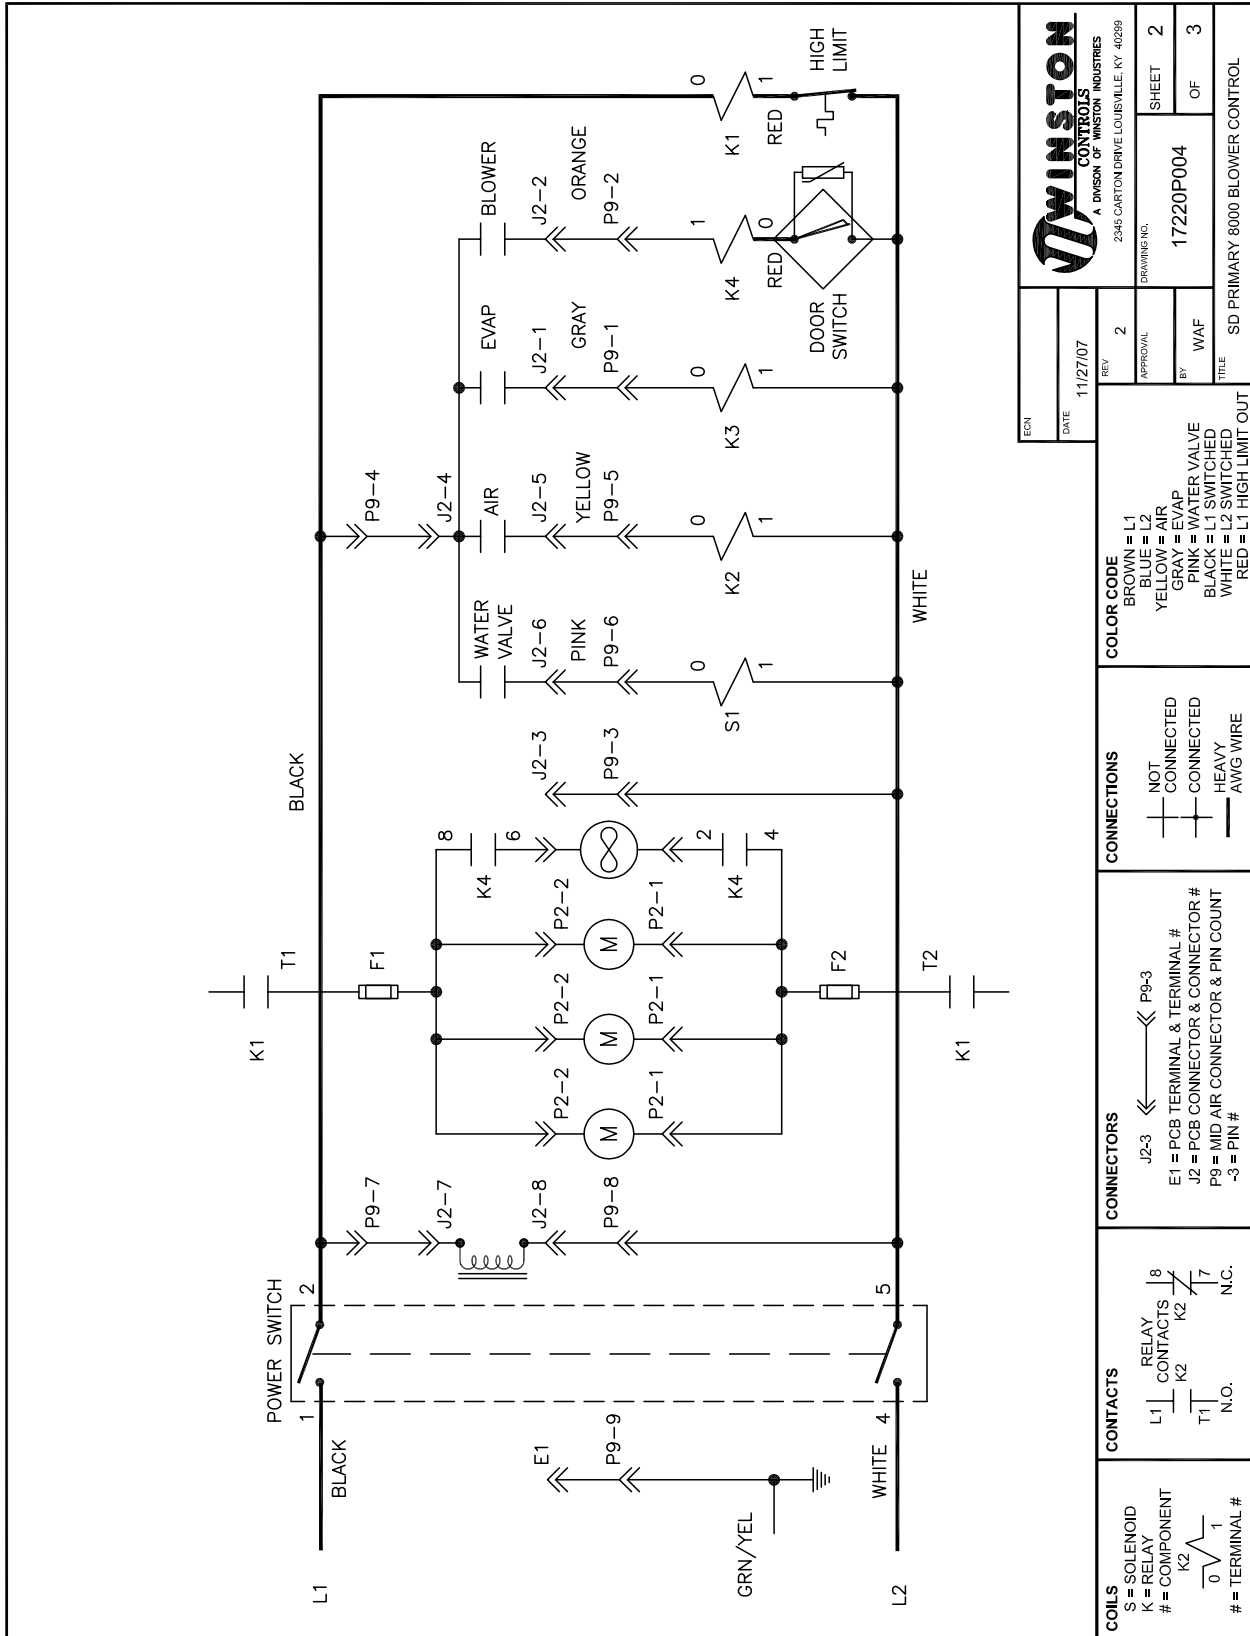 L1
BLACK
1
POWER SWITCH
2
BLACK
GRN/YEL
E1
P9-9
L2
WHITE
4
5
P9-7
J2-7
J2-8
P9-8
K1
T1
F1
P2-2
P2-2
P2-2
M
M
M
P2-1
P2-1
P2-1
K4
8
6
2
K4
4
F2
K1
T2
J2-3
P9-3
P9-4
J2-4
WATER
VALVE
J2-6
PINK
P9-6
S1
0
1
AIR
J2-5
YELLOW
P9-5
K2
0
1
EVAP
J2-1
GRAY
P9-1
K3
0
1
BLOWER
J2-2
ORANGE
P9-2
K4
1
0
RED
DOOR
SWITCH
K1
0
1
RED
HIGH
LIMIT
WHITE
COILS
S = SOLENOID
K = RELAY
# = COMPONENT
K2
0
1
# = TERMINAL #
CONTACTS
RELAY
CONTACTS
L1
K2
T1
N.O.
8
K2
7
N.C.
CONNECTORS
J2-3
P9-3
E1 = PCB TERMINAL & TERMINAL #
J2 = PCB CONNECTOR & CONNECTOR #
P9 = MID AIR CONNECTOR & PIN COUNT
-3 = PIN #
CONNECTIONS
NOT
CONNECTED
CONNECTED
HEAVY
AWG WIRE
COLOR CODE
BROWN = L1
BLUE = L2
YELLOW = AIR
GRAY = EVAP
PINK = WATER VALVE
BLACK = L1 SWITCHED
WHITE = L2 SWITCHED
RED = L1 HIGH LIMIT OUT
ECN
DATE
11/27/07
WINSTON
CONTROLS
A DIVISON OF WINSTON INDUSTRIES
2345 CARTON DRIVE LOUISVILLE, KY 40299
REV
2
APPROVAL
DRAWING NO.
17220P004
SHEET
2
BY
WAF
OF
3
TITLE
SD PRIMARY 8000 BLOWER CONTROL